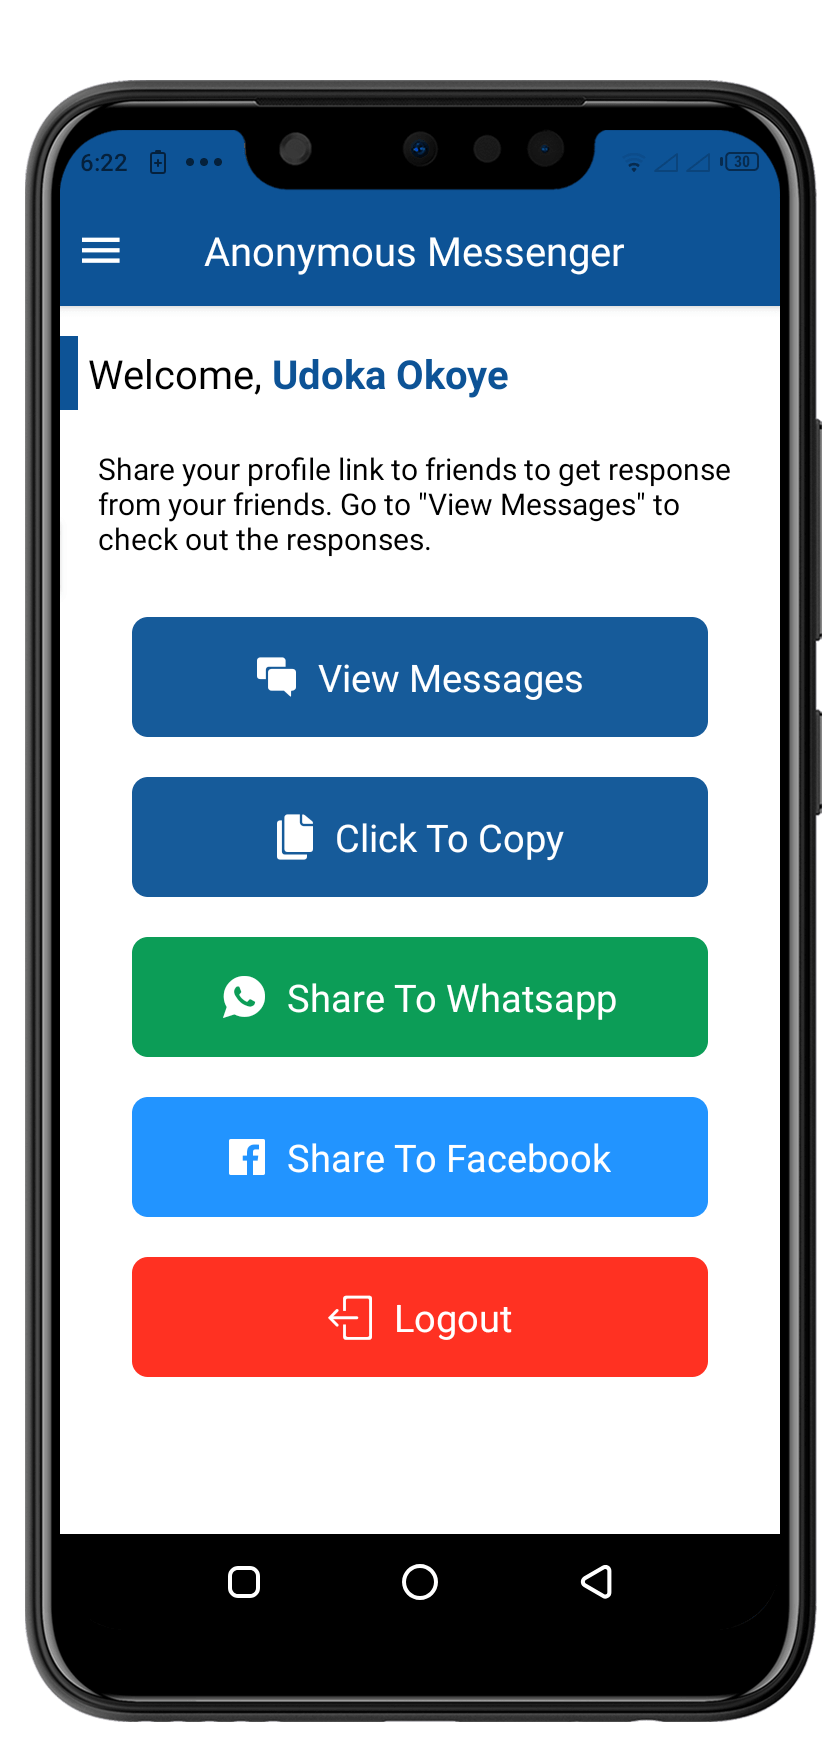 6:22
30
Anonymous Messenger
Welcome, Udoka Okoye
Share your profile link to friends to get response
from your friends. Go to "View Messages" to
check out the responses.
View Messages
Click To Copy
Share To Whatsapp
Share To Facebook
Logout